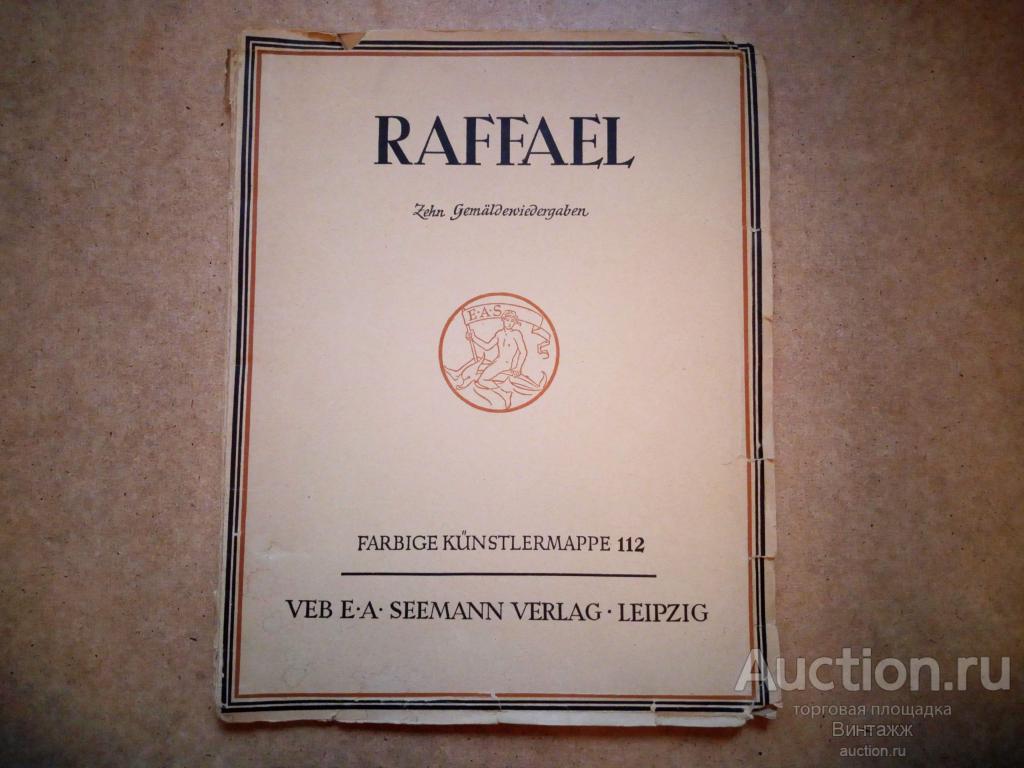 RAFFAEL
Zehn Gemäldewiedergaben
E·A·S
FARBIGE KÜNSTLERMAPPE 112
VEB E·A· SEEMANN VERLAG · LEIPZIG
Auction.ru
торговая площадка
Винтажж
auction.ru